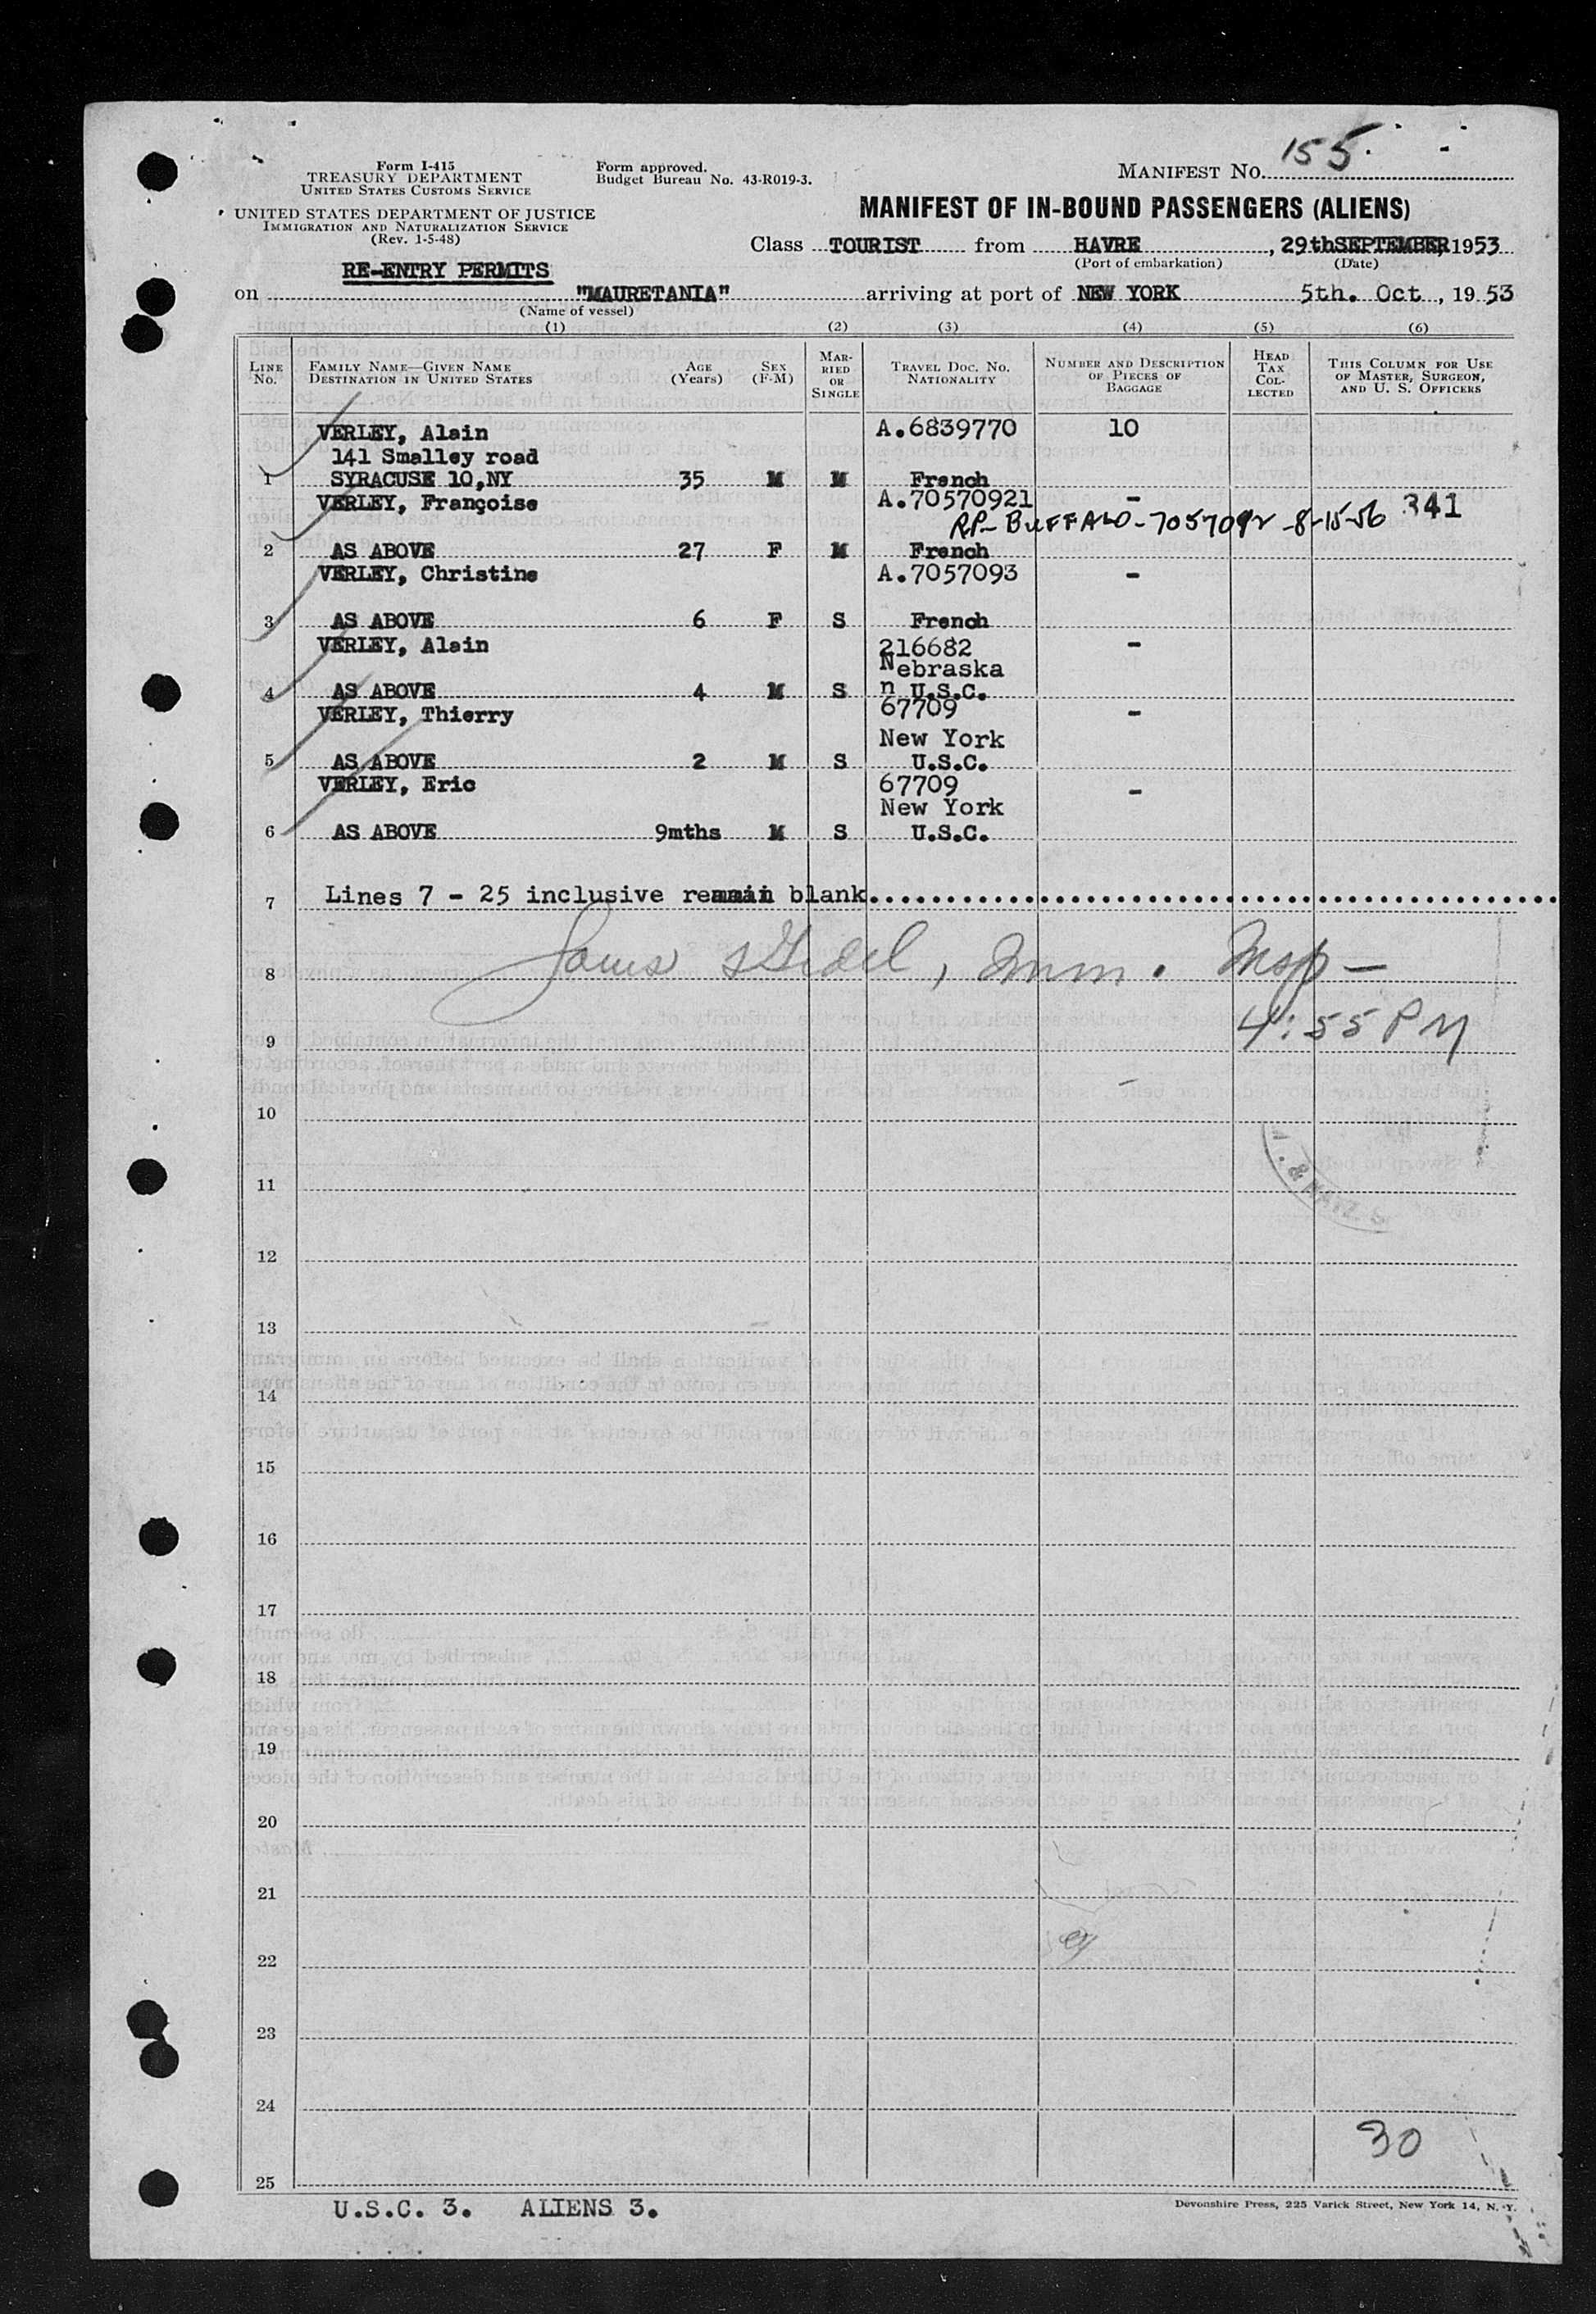 155.
Form I-415
TREASURY DEPARTMENT
UNITED STATES CUSTOMS SERVICE
Form approved.
Budget Bureau No. 43-R019-3.
MANIFEST NO.
UNITED STATES DEPARTMENT OF JUSTICE
IMMIGRATION AND NATURALIZATION SERVICE
(Rev. 1-5-48)
MANIFEST OF IN-BOUND PASSENGERS (ALIENS)
Class TOURIST from HAVRE, 29thSEPTEMBER, 1953
(Port of embarkation) (Date)
RE-ENTRY PERMITS
on "MAURETANIA" arriving at port of NEW YORK 5th. Oct, 1953
(Name of vessel)
(1) (2) (3) (4) (5) (6)
LINE No. FAMILY NAME—GIVEN NAME DESTINATION IN UNITED STATES AGE (Years) SEX (F-M) MARRIED OR SINGLE TRAVEL DOC. NO. NATIONALITY NUMBER AND DESCRIPTION OF PIECES OF BAGGAGE HEAD TAX COLLECTED THIS COLUMN FOR USE OF MASTER, SURGEON, AND U. S. OFFICERS
VERLEY, Alain A.6839770 10
141 Smalley road
1 SYRACUSE 10,NY 35 M M French
VERLEY, Françoise A.70570921 - 341
RP- BUFFALO-7057092-8-15-56
2 AS ABOVE 27 F M French
VERLEY, Christine A.7057093 -
3 AS ABOVE 6 F S French
VERLEY, Alain 216682 -
Nebraska
4 AS ABOVE 4 M S n U.S.C.
VERLEY, Thierry 67709 -
New York
5 AS ABOVE 2 M S U.S.C.
VERLEY, Eric 67709 -
New York
6 AS ABOVE 9mths M S U.S.C.
7 Lines 7 - 25 inclusive remain blank
8 Imm. Insp —
9 4:55 PM
10
11
12
13
14
15
16
17
18
19
20
21
22
23
24
30
25
U.S.C. 3. ALIENS 3.
Devonshire Press, 225 Varick Street, New York 14, N. Y.